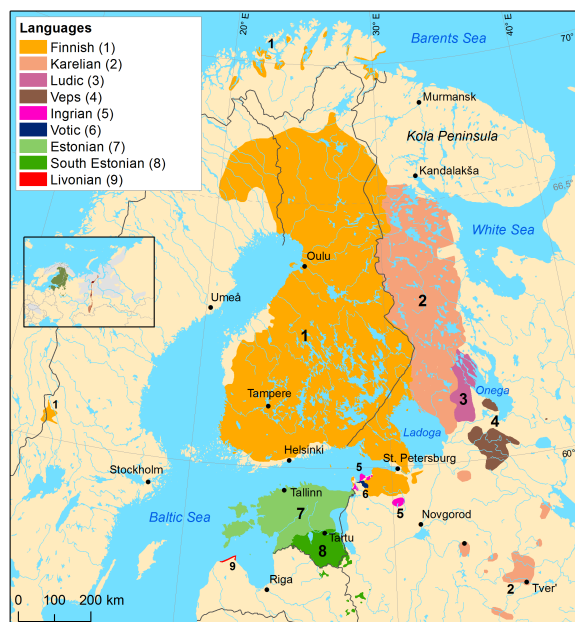 Languages
Finnish (1)
Karelian (2)
Ludic (3)
Veps (4)
Ingrian (5)
Votic (6)
Estonian (7)
South Estonian (8)
Livonian (9)
20° E
30° E
40° E
70°
Barents Sea
1
Murmansk
Kola Peninsula
Kandalakša
66.5°
White Sea
Oulu
Umeå
2
1
3
Onega
4
1
Tampere
Ladoga
Helsinki
St. Petersburg
60°
Stockholm
5
6
Tallinn
5
7
Baltic Sea
Novgorod
Tartu
8
9
Riga
2
Tver'
0 100 200 km